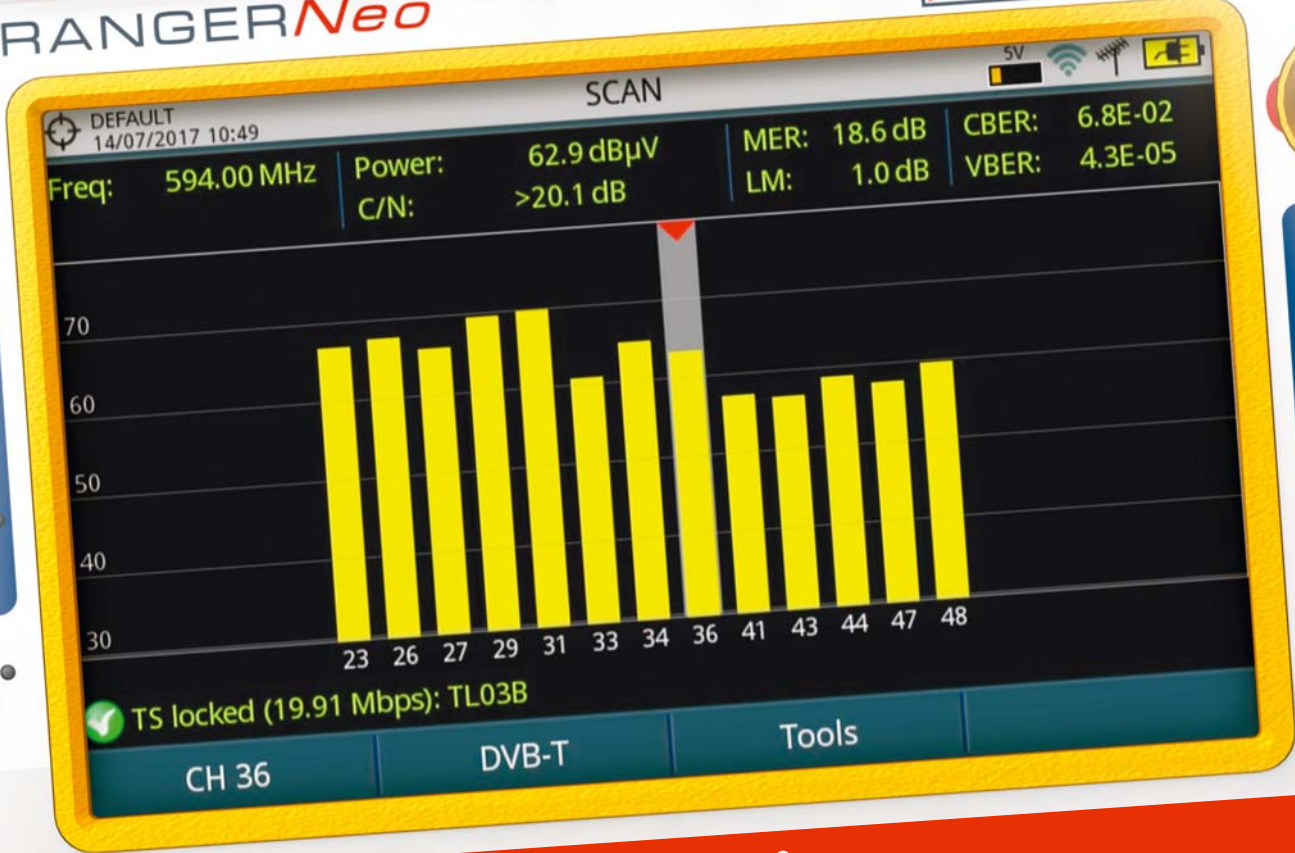 RANGERNeo
DEFAULT
14/07/2017 10:49
SCAN
5V
Freq: 594.00 MHz
Power: 62.9 dBµV
C/N: >20.1 dB
MER: 18.6 dB
LM: 1.0 dB
CBER: 6.8E-02
VBER: 4.3E-05
70
60
50
40
30
23 26 27 29 31 33 34 36 41 43 44 47 48
TS locked (19.91 Mbps): TL03B
CH 36
DVB-T
Tools